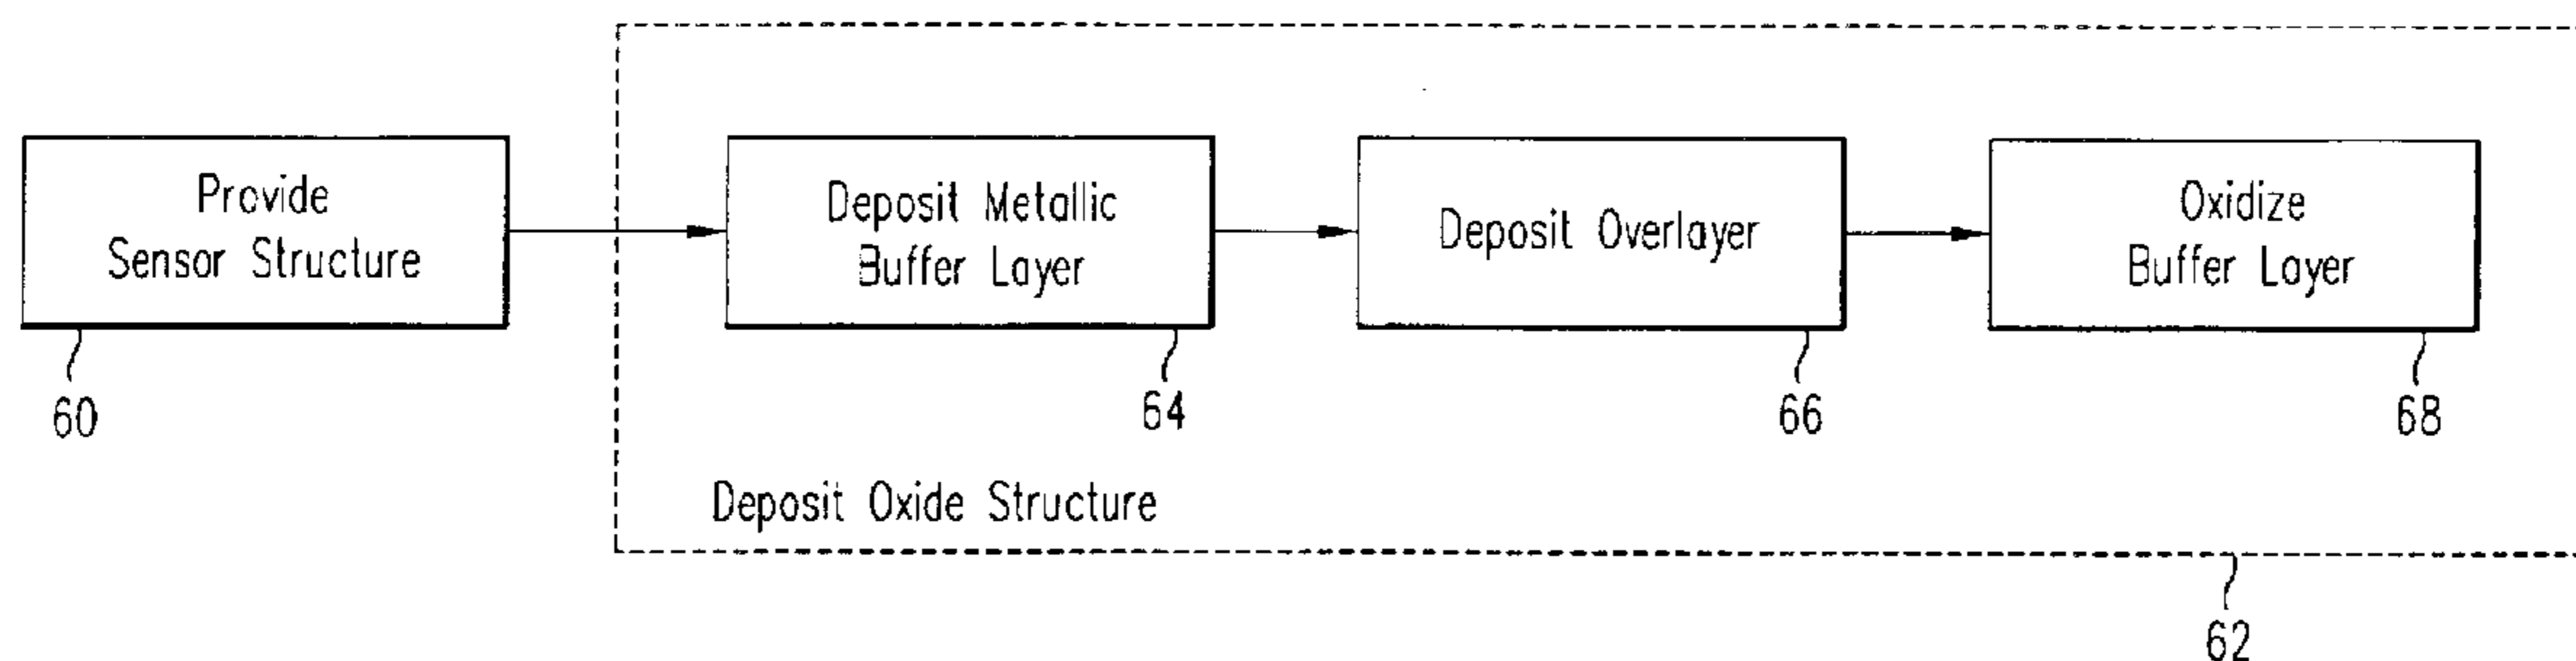 Provide
Sensor Structure
60
Deposit Metallic
Buffer Layer
64
Deposit Overlayer
66
Oxidize
Buffer Layer
68
Deposit Oxide Structure
62